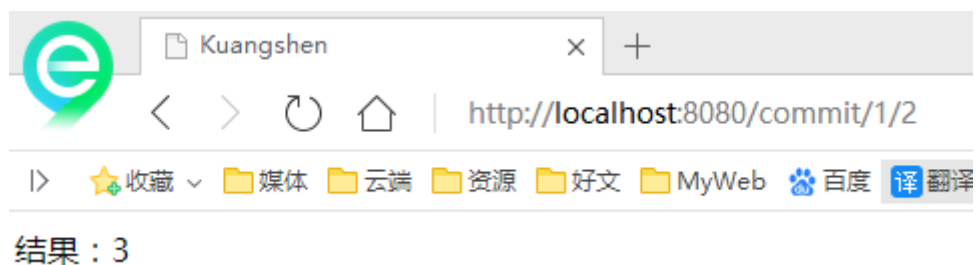 Kuangshen
http://localhost:8080/commit/1/2
收藏 媒体 云端 资源 好文 MyWeb 百度 译 翻译
结果：3